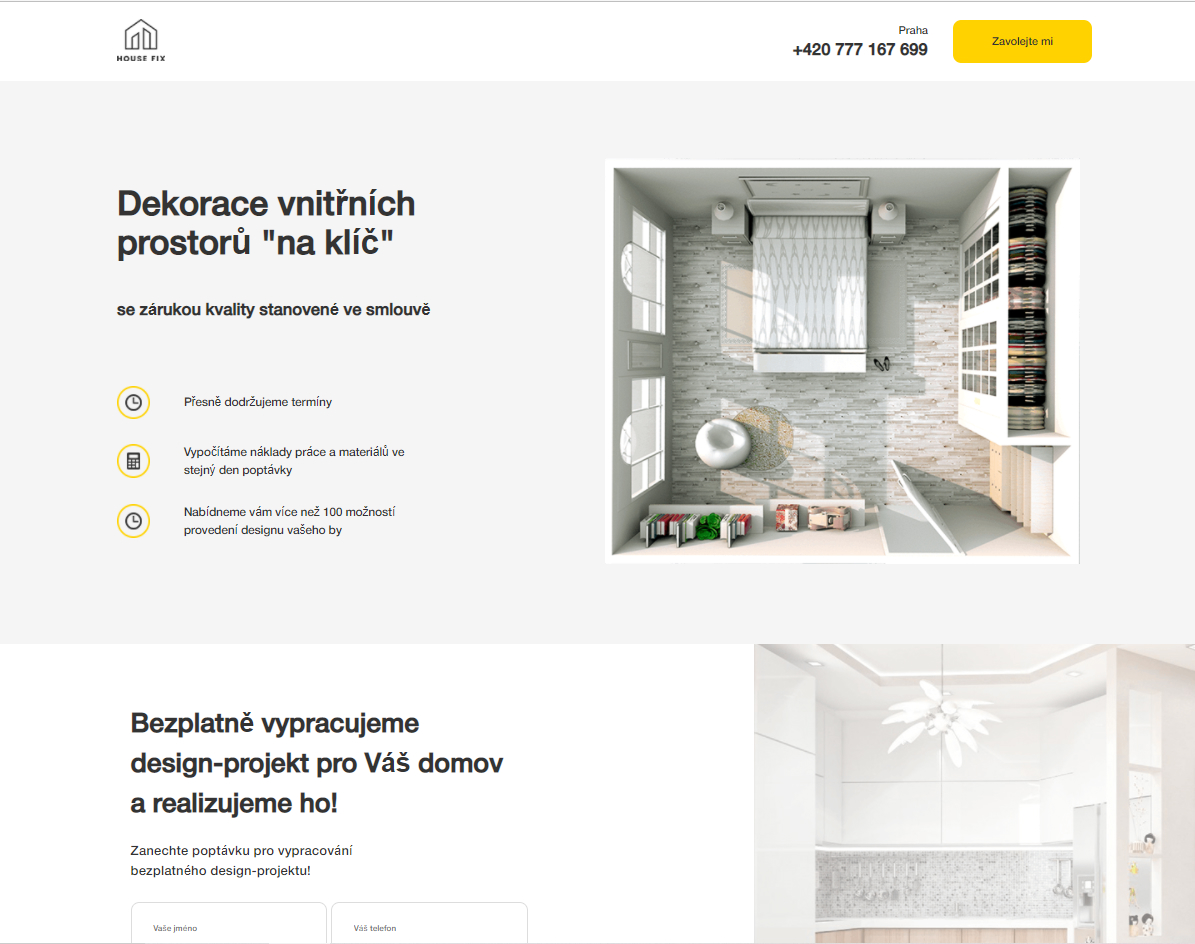 HOUSE FIX
Praha
+420 777 167 699
Zavolejte mi
Dekorace vnitřních
prostorů "na klíč"
se zárukou kvality stanovené ve smlouvě
Přesně dodržujeme termíny
Vypočítáme náklady práce a materiálů ve
stejný den poptávky
Nabídneme vám více než 100 možností
provedení designu vašeho by
Bezplatně vypracujeme
design-projekt pro Váš domov
a realizujeme ho!
Zanechte poptávku pro vypracování
bezplatného design-projektu!
Vaše jméno
Váš telefon